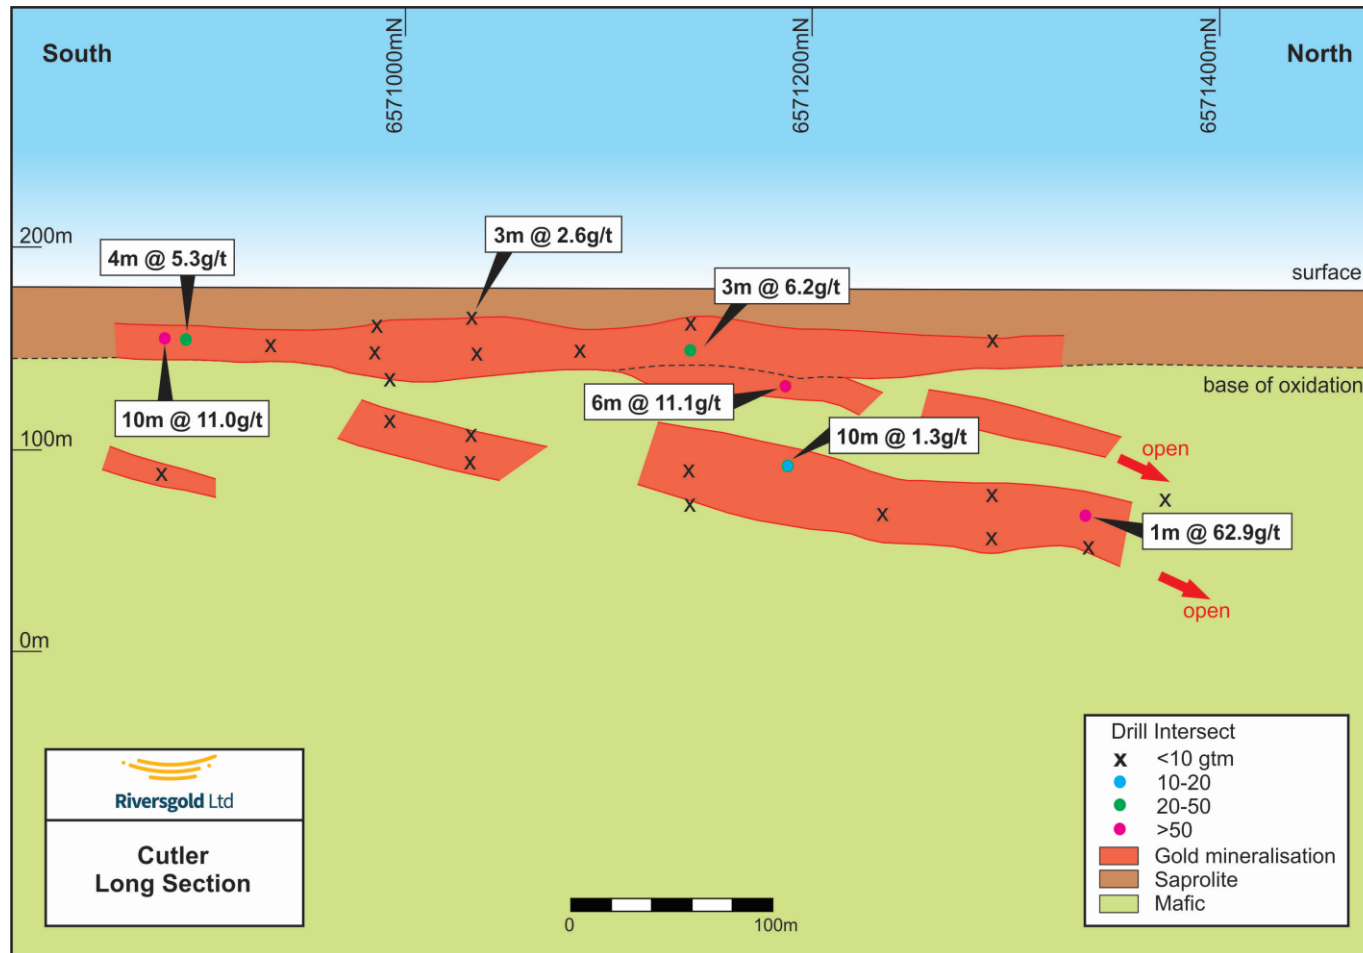 South
6571000mN
6571200mN
6571400mN
North
200m
4m @ 5.3g/t
3m @ 2.6g/t
3m @ 6.2g/t
surface
base of oxidation
10m @ 11.0g/t
6m @ 11.1g/t
10m @ 1.3g/t
100m
open
1m @ 62.9g/t
open
0m
Riversgold Ltd
Cutler
Long Section
0
100m
Drill Intersect
x <10 gtm
10-20
20-50
>50
Gold mineralisation
Saprolite
Mafic